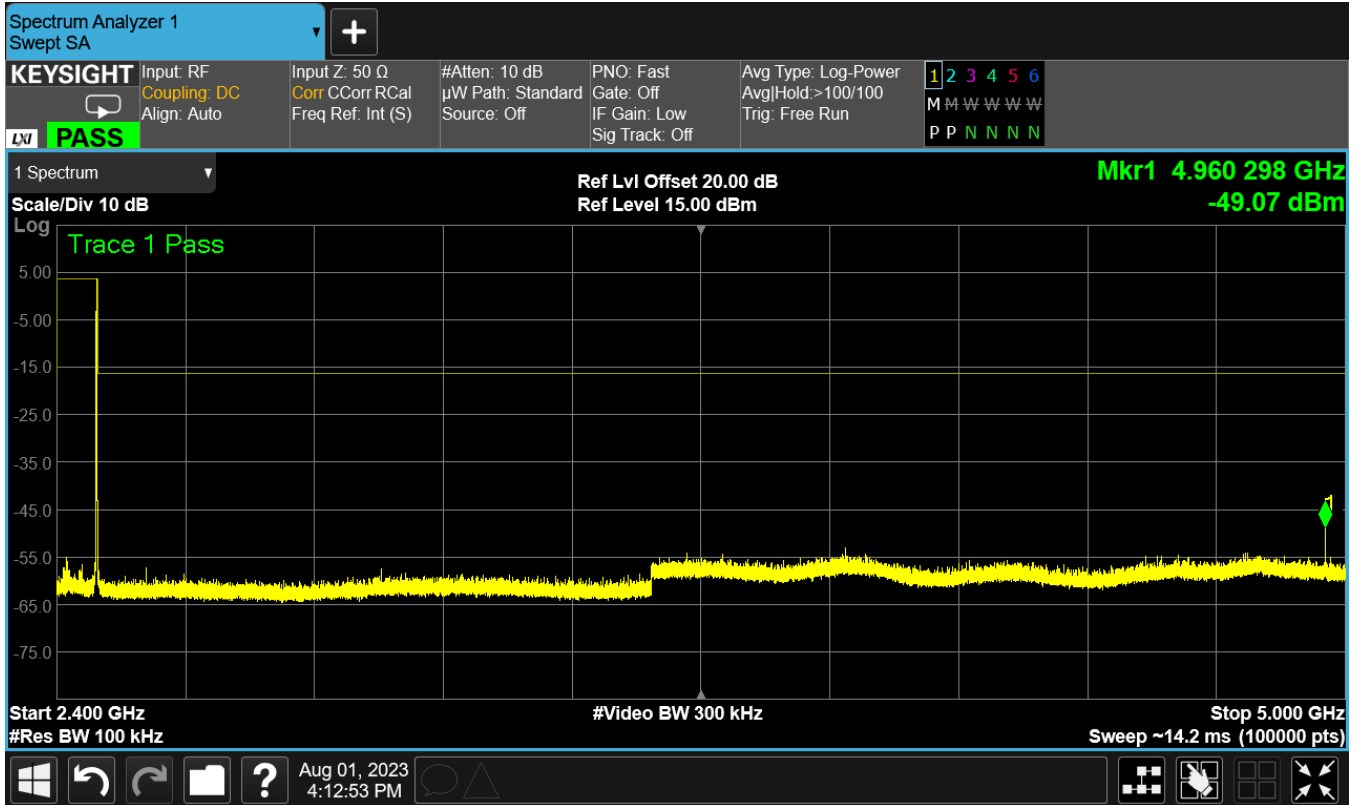 Spectrum Analyzer 1
Swept SA
KEYSIGHT
LXI PASS
Input: RF
Coupling: DC
Align: Auto
Input Z: 50 Ω
Corr CCorr RCal
Freq Ref: Int (S)
#Atten: 10 dB
µW Path: Standard
Source: Off
PNO: Fast
Gate: Off
IF Gain: Low
Sig Track: Off
Avg Type: Log-Power
Avg|Hold:>100/100
Trig: Free Run
1 2 3 4 5 6
M M W W W W
P P N N N N
1 Spectrum
Scale/Div 10 dB
Ref Lvl Offset 20.00 dB
Ref Level 15.00 dBm
Mkr1 4.960 298 GHz
-49.07 dBm
Log
Trace 1 Pass
5.00
-5.00
-15.0
-25.0
-35.0
-45.0
-55.0
-65.0
-75.0
1
Start 2.400 GHz
#Video BW 300 kHz
Stop 5.000 GHz
#Res BW 100 kHz
Sweep ~14.2 ms (100000 pts)
?
Aug 01, 2023
4:12:53 PM